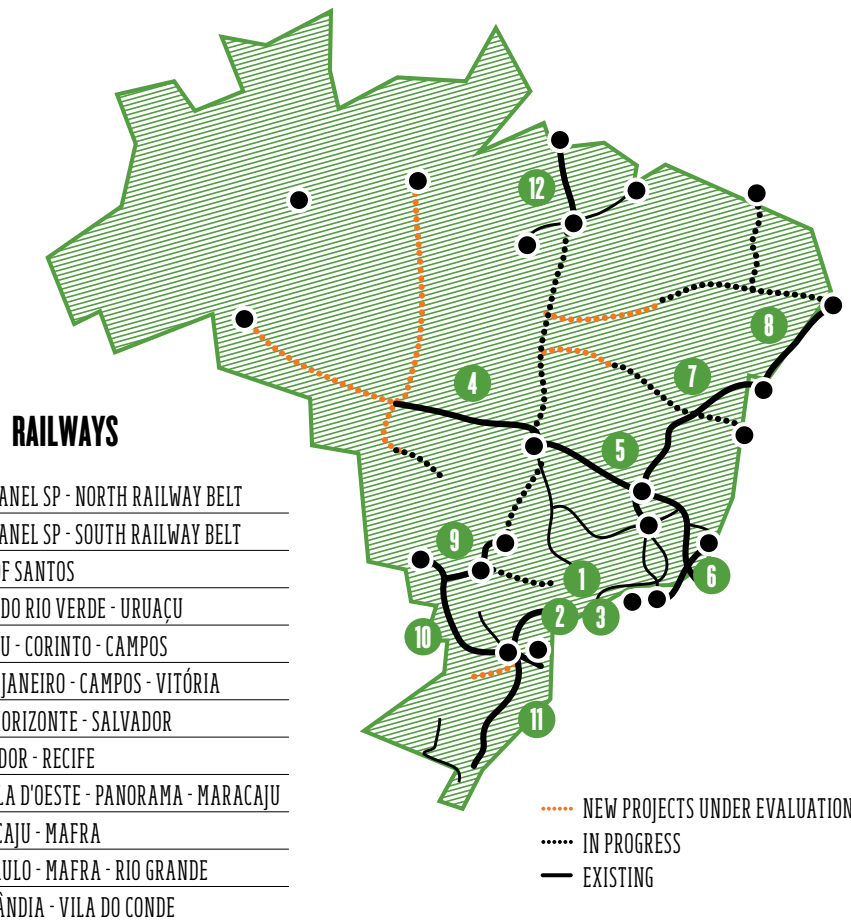 12
8
7
4
5
RAILWAYS
9
1
6
2
3
10
11
ANEL SP - NORTH RAILWAY BELT
ANEL SP - SOUTH RAILWAY BELT
OF SANTOS
DO RIO VERDE - URUAÇU
U - CORINTO - CAMPOS
JANEIRO - CAMPOS - VITÓRIA
ORIZONTE - SALVADOR
DOR - RECIFE
LA D'OESTE - PANORAMA - MARACAJU
CAJU - MAFRA
AULO - MAFRA - RIO GRANDE
ÂNDIA - VILA DO CONDE
NEW PROJECTS UNDER EVALUATION
IN PROGRESS
EXISTING